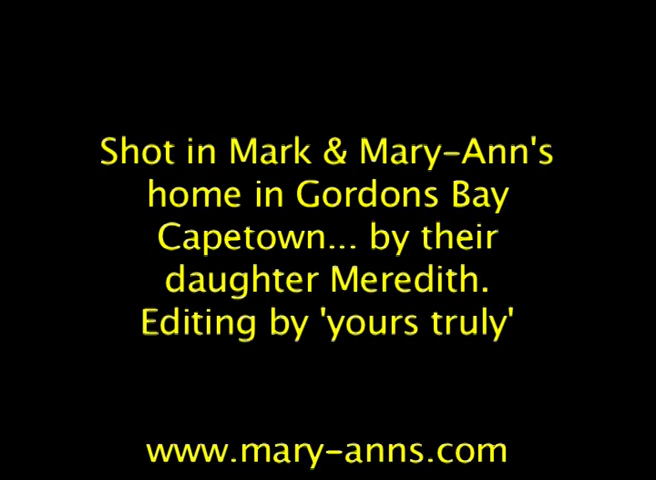 Shot in Mark & Mary-Ann's
home in Gordons Bay
Capetown... by their
daughter Meredith.
Editing by 'yours truly'
www.mary-anns.com